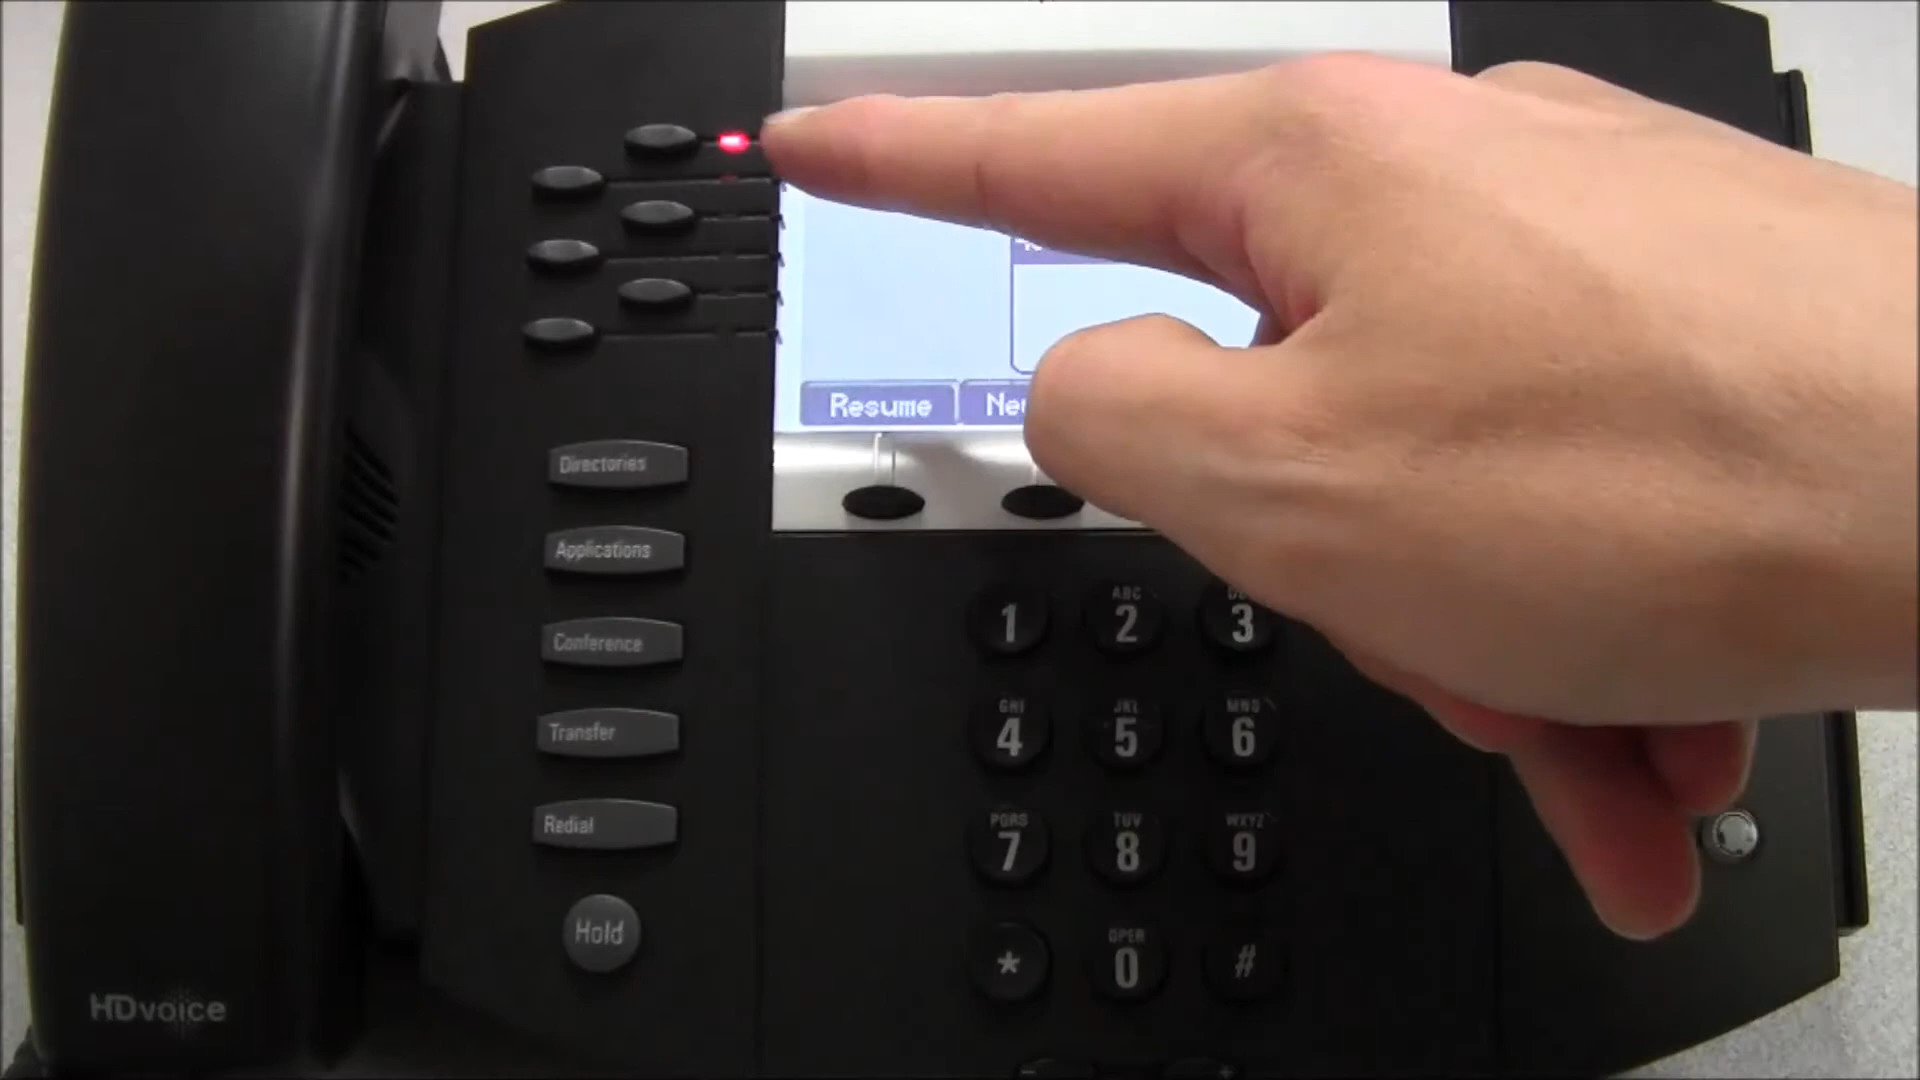 Resume
Directories
Applications
Conference
Transfer
Redial
Hold
HDvoice
1
ABC
2
3
GHI
4
JKL
5
MNO
6
PQRS
7
TUV
8
WXYZ
9
*
OPER
0
#
-
+